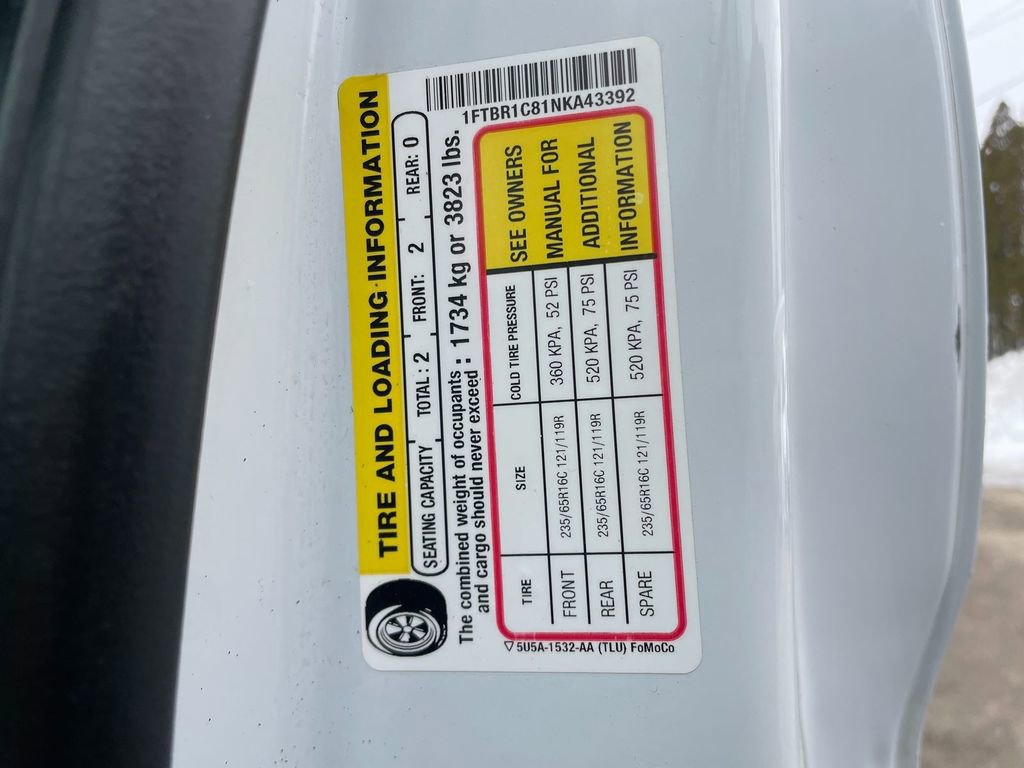 1FTBR1C81NKA43392
TIRE AND LOADING INFORMATION
SEATING CAPACITY TOTAL : 2 FRONT: 2 REAR: 0
The combined weight of occupants
and cargo should never exceed : 1734 kg or 3823 lbs.
TIRE SIZE COLD TIRE PRESSURE
FRONT 235/65R16C 121/119R 360 KPA, 52 PSI
REAR 235/65R16C 121/119R 520 KPA, 75 PSI
SPARE 235/65R16C 121/119R 520 KPA, 75 PSI
SEE OWNERS
MANUAL FOR
ADDITIONAL
INFORMATION
5U5A-1532-AA (TLU) FoMoCo